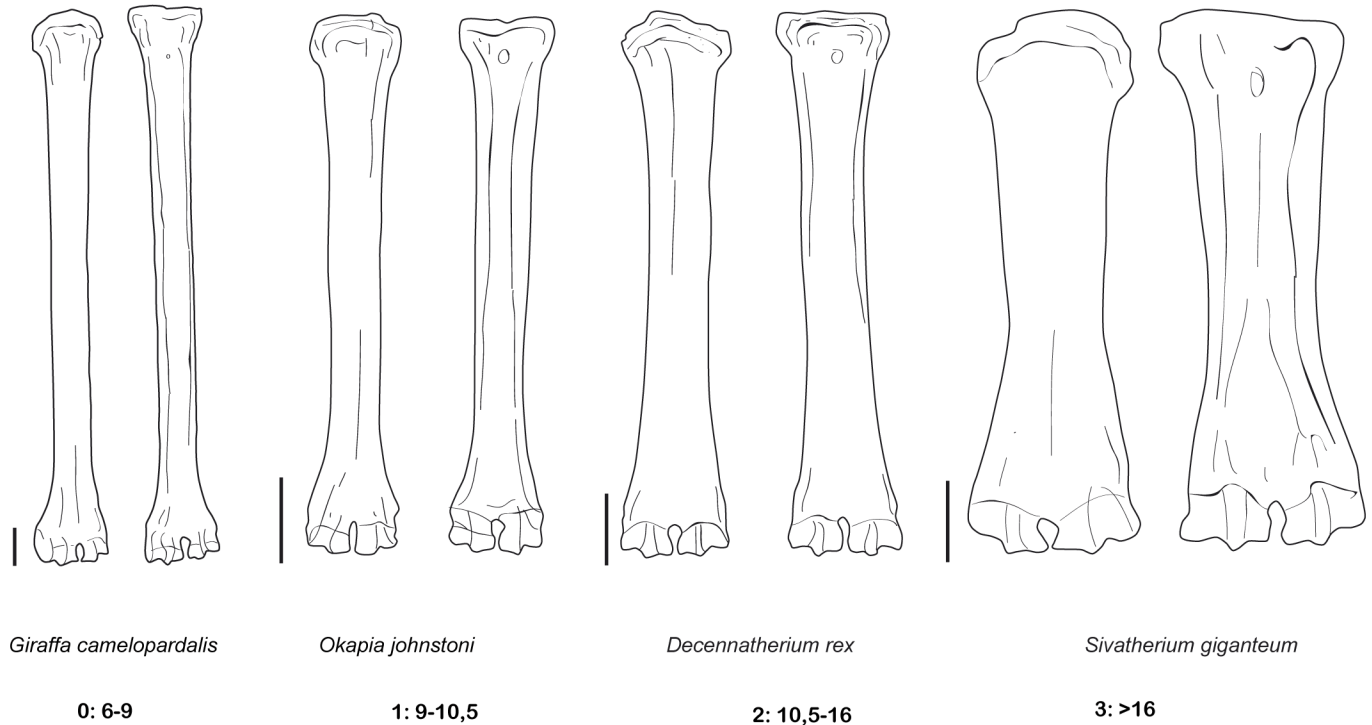 Giraffa camelopardalis Okapia johnstoni Decennatherium rex Sivatherium giganteum
0: 6-9 1: 9-10,5 2: 10,5-16 3: >16